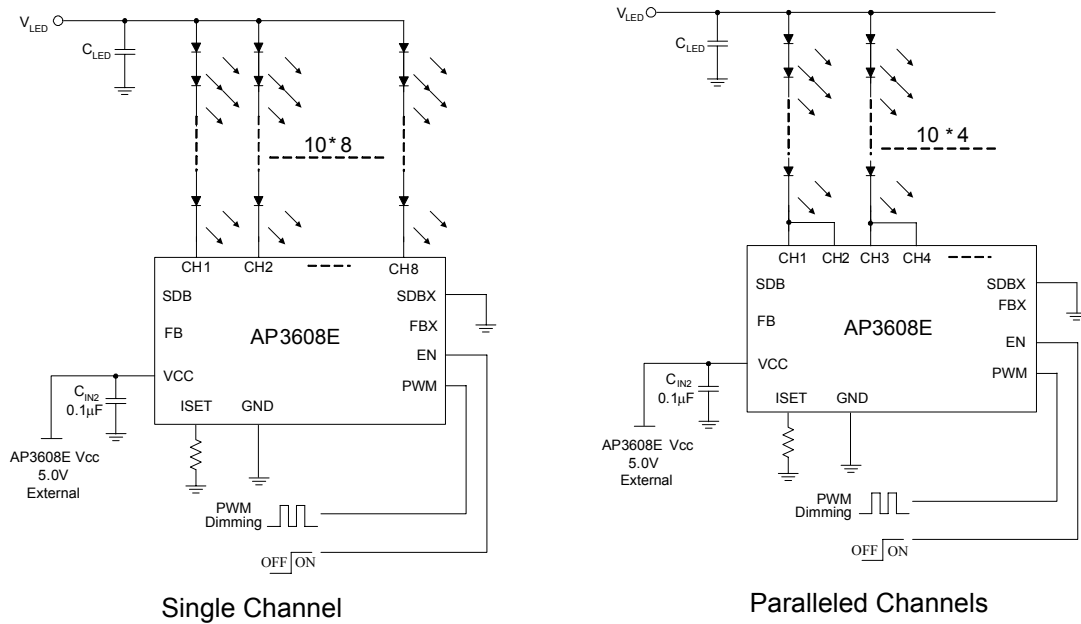 VLED
CLED
10 * 8
CH1 CH2 CH8
SDB SDBX
FB FBX
AP3608E
EN
VCC
PWM
CIN2
0.1µF
ISET GND
AP3608E Vcc
5.0V
External
PWM
Dimming
OFF ON
Single Channel
VLED
CLED
10 * 4
CH1 CH2 CH3 CH4
SDB SDBX
FBX
FB AP3608E
EN
VCC
PWM
CIN2
0.1µF
ISET GND
AP3608E Vcc
5.0V
External
PWM
Dimming
OFF ON
Paralleled Channels